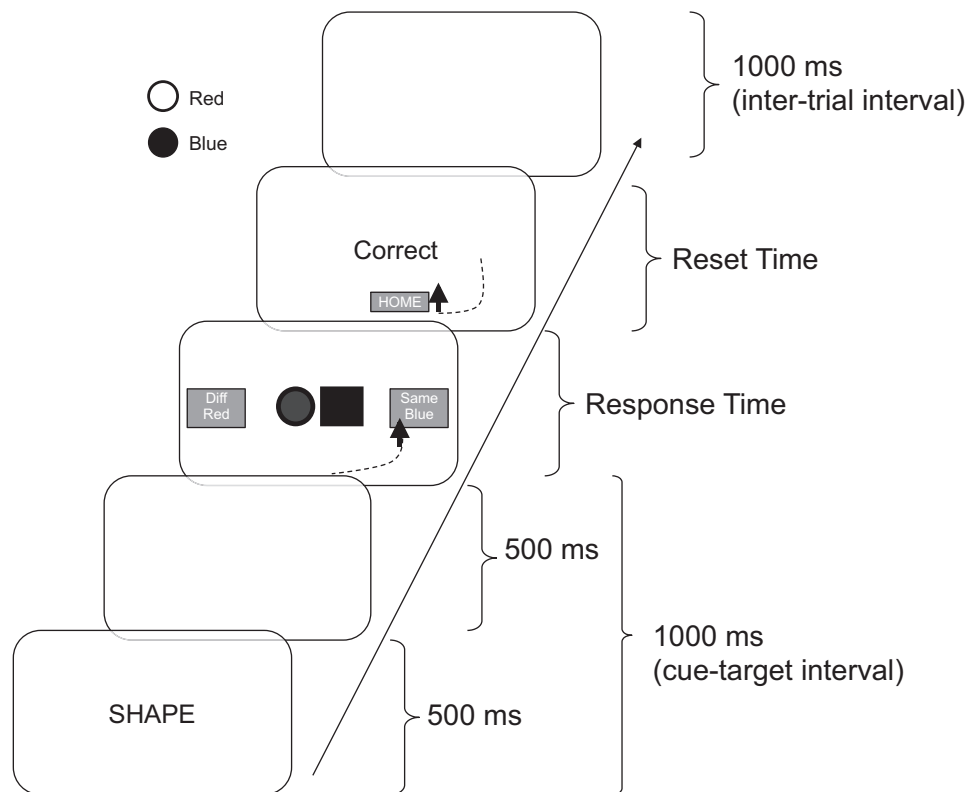 1000 ms
(inter-trial interval)
Red
Blue
Correct
Reset Time
HOME
Diff
Red
Same
Blue
Response Time
500 ms
1000 ms
(cue-target interval)
SHAPE
500 ms